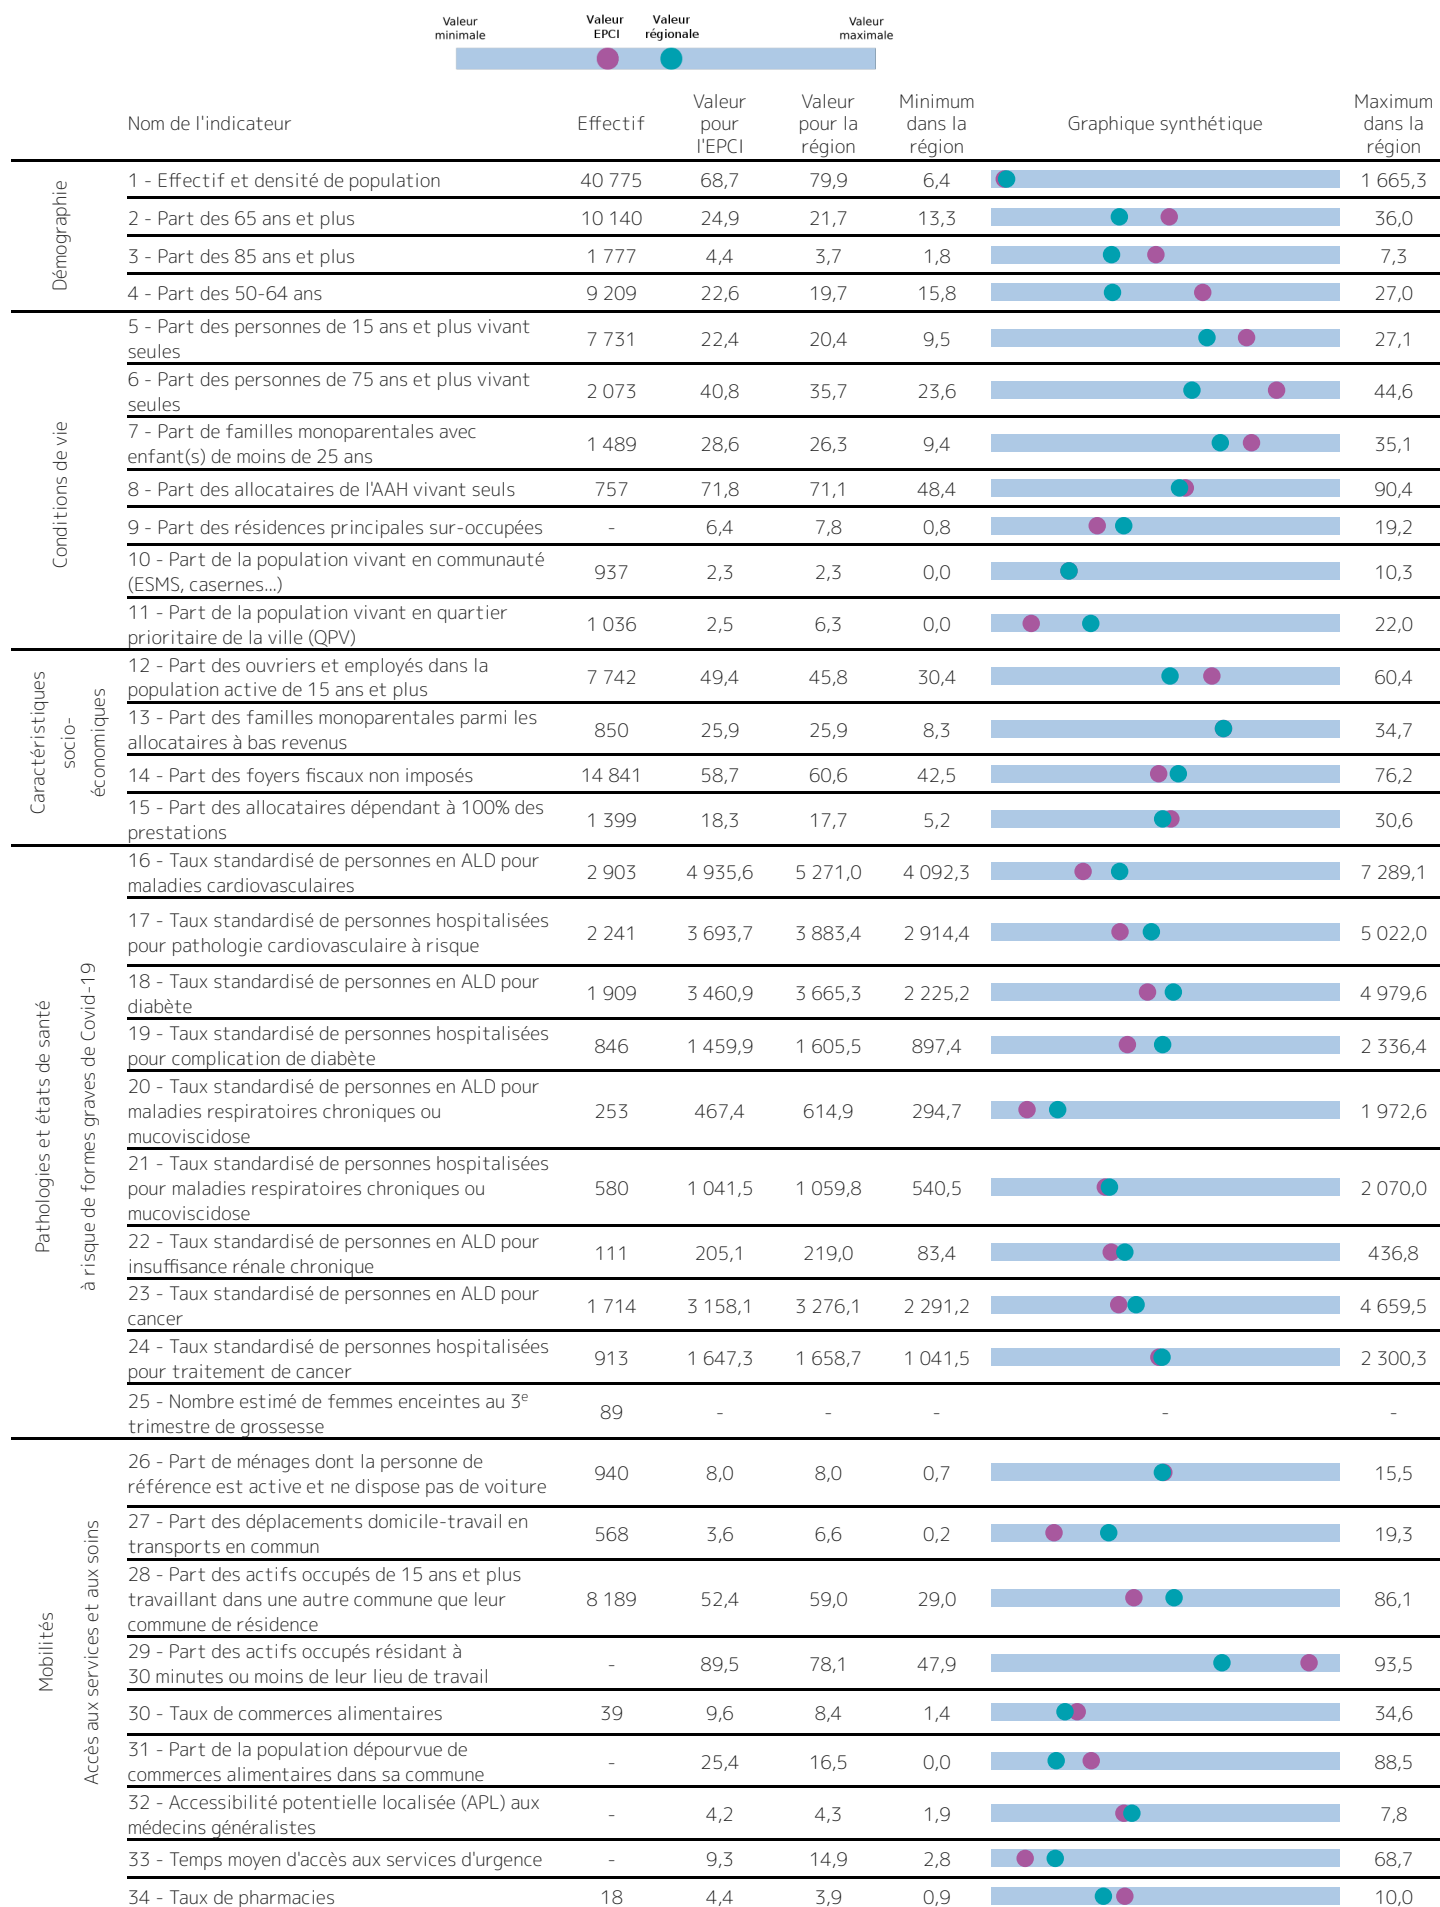 Valeur minimale
Valeur EPCI
Valeur régionale
Valeur maximale
Nom de l'indicateur
Effectif
Valeur pour l'EPCI
Valeur pour la région
Minimum dans la région
Graphique synthétique
Maximum dans la région
Démographie
1 - Effectif et densité de population 40 775 68,7 79,9 6,4 1 665,3
2 - Part des 65 ans et plus 10 140 24,9 21,7 13,3 36,0
3 - Part des 85 ans et plus 1 777 4,4 3,7 1,8 7,3
4 - Part des 50-64 ans 9 209 22,6 19,7 15,8 27,0
Conditions de vie
5 - Part des personnes de 15 ans et plus vivant
seules 7 731 22,4 20,4 9,5 27,1
6 - Part des personnes de 75 ans et plus vivant
seules 2 073 40,8 35,7 23,6 44,6
7 - Part de familles monoparentales avec
enfant(s) de moins de 25 ans 1 489 28,6 26,3 9,4 35,1
8 - Part des allocataires de l'AAH vivant seuls 757 71,8 71,1 48,4 90,4
9 - Part des résidences principales sur-occupées - 6,4 7,8 0,8 19,2
10 - Part de la population vivant en communauté
(ESMS, casernes...) 937 2,3 2,3 0,0 10,3
11 - Part de la population vivant en quartier
prioritaire de la ville (QPV) 1 036 2,5 6,3 0,0 22,0
Caractéristiques
socio-
économiques
12 - Part des ouvriers et employés dans la
population active de 15 ans et plus 7 742 49,4 45,8 30,4 60,4
13 - Part des familles monoparentales parmi les
allocataires à bas revenus 850 25,9 25,9 8,3 34,7
14 - Part des foyers fiscaux non imposés 14 841 58,7 60,6 42,5 76,2
15 - Part des allocataires dépendant à 100% des
prestations 1 399 18,3 17,7 5,2 30,6
Pathologies et états de santé
à risque de formes graves de Covid-19
16 - Taux standardisé de personnes en ALD pour
maladies cardiovasculaires 2 903 4 935,6 5 271,0 4 092,3 7 289,1
17 - Taux standardisé de personnes hospitalisées
pour pathologie cardiovasculaire à risque 2 241 3 693,7 3 883,4 2 914,4 5 022,0
18 - Taux standardisé de personnes en ALD pour
diabète 1 909 3 460,9 3 665,3 2 225,2 4 979,6
19 - Taux standardisé de personnes hospitalisées
pour complication de diabète 846 1 459,9 1 605,5 897,4 2 336,4
20 - Taux standardisé de personnes en ALD pour
maladies respiratoires chroniques ou 253 467,4 614,9 294,7 1 972,6
mucoviscidose
21 - Taux standardisé de personnes hospitalisées
pour maladies respiratoires chroniques ou 580 1 041,5 1 059,8 540,5 2 070,0
mucoviscidose
22 - Taux standardisé de personnes en ALD pour
insuffisance rénale chronique 111 205,1 219,0 83,4 436,8
23 - Taux standardisé de personnes en ALD pour
cancer 1 714 3 158,1 3 276,1 2 291,2 4 659,5
24 - Taux standardisé de personnes hospitalisées
pour traitement de cancer 913 1 647,3 1 658,7 1 041,5 2 300,3
25 - Nombre estimé de femmes enceintes au 3e
trimestre de grossesse 89 - - - - -
Mobilités
Accès aux services et aux soins
26 - Part de ménages dont la personne de
référence est active et ne dispose pas de voiture 940 8,0 8,0 0,7 15,5
27 - Part des déplacements domicile-travail en
transports en commun 568 3,6 6,6 0,2 19,3
28 - Part des actifs occupés de 15 ans et plus
travaillant dans une autre commune que leur 8 189 52,4 59,0 29,0 86,1
commune de résidence
29 - Part des actifs occupés résidant à
30 minutes ou moins de leur lieu de travail - 89,5 78,1 47,9 93,5
30 - Taux de commerces alimentaires 39 9,6 8,4 1,4 34,6
31 - Part de la population dépourvue de
commerces alimentaires dans sa commune - 25,4 16,5 0,0 88,5
32 - Accessibilité potentielle localisée (APL) aux
médecins généralistes - 4,2 4,3 1,9 7,8
33 - Temps moyen d'accès aux services d'urgence - 9,3 14,9 2,8 68,7
34 - Taux de pharmacies 18 4,4 3,9 0,9 10,0